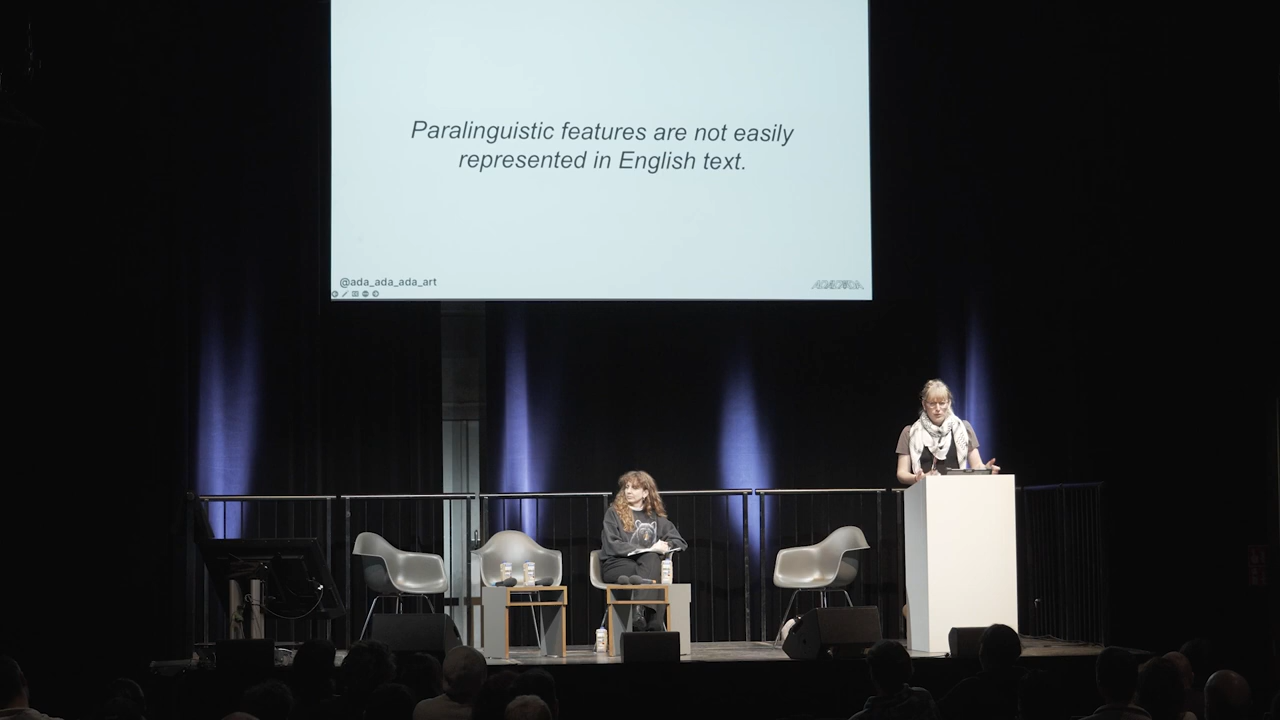 Paralinguistic features are not easily
represented in English text.
@ada_ada_ada_art